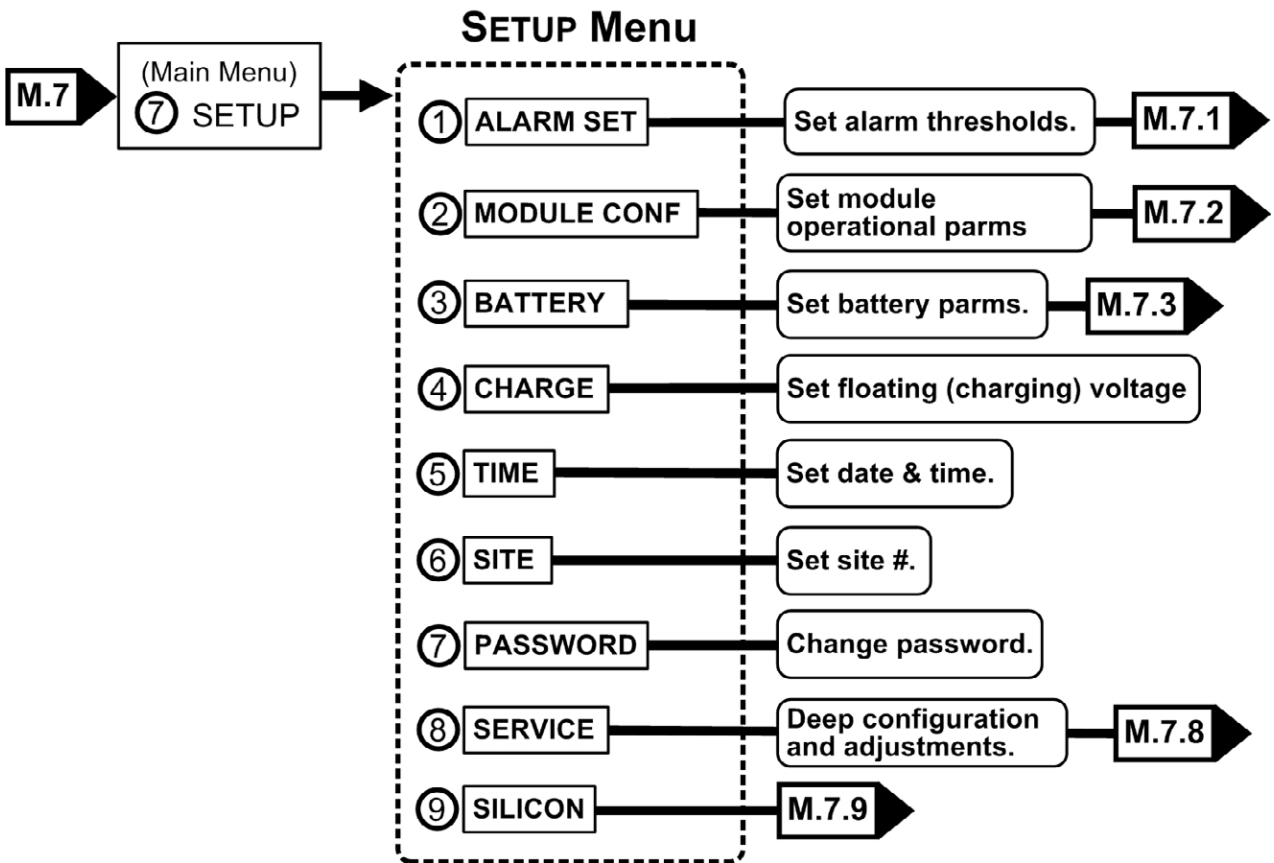 SETUP Menu
M.7
(Main Menu)
7 SETUP
1 ALARM SET Set alarm thresholds. M.7.1
2 MODULE CONF Set module
operational parms M.7.2
3 BATTERY Set battery parms. M.7.3
4 CHARGE Set floating (charging) voltage
5 TIME Set date & time.
6 SITE Set site #.
7 PASSWORD Change password.
8 SERVICE Deep configuration
and adjustments. M.7.8
9 SILICON M.7.9